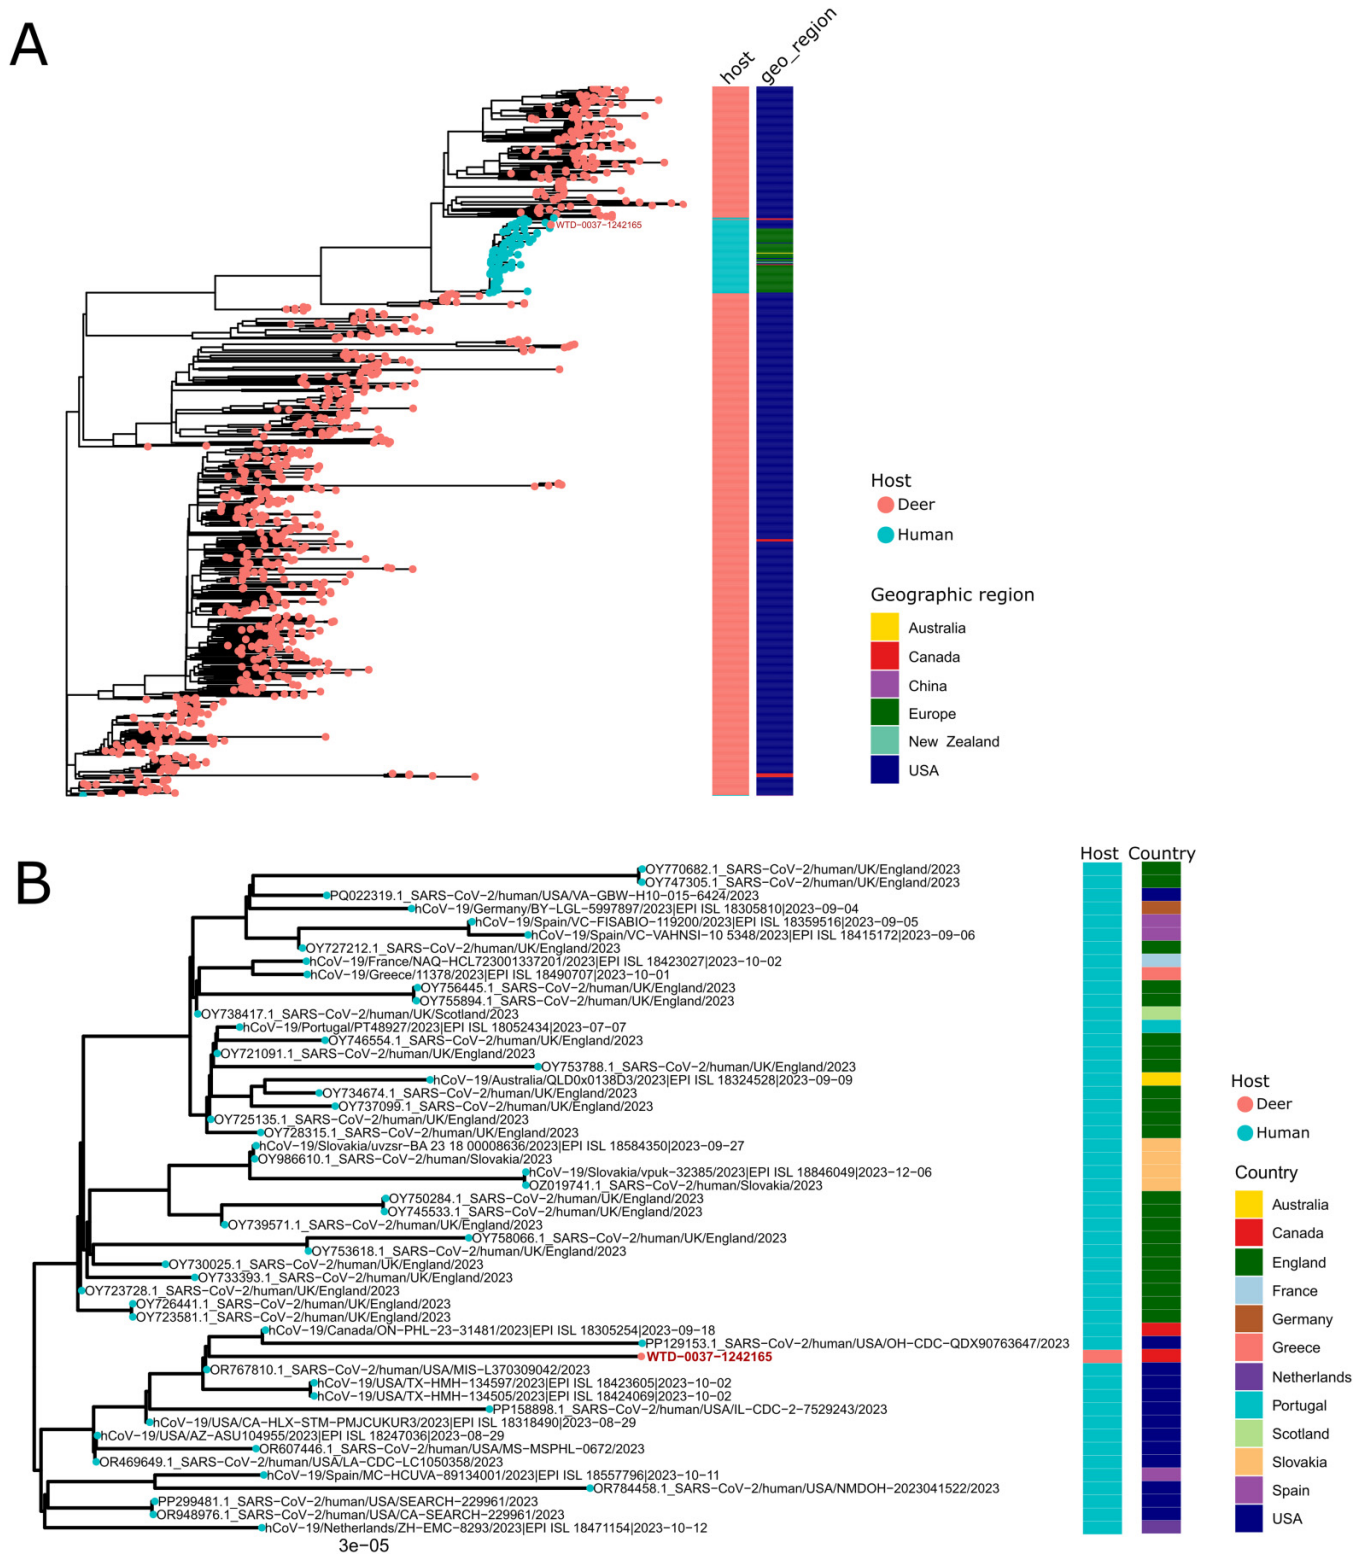 A
host
geo_region
WTD-0037-1242165
Host
Deer
Human
Geographic region
Australia
Canada
China
Europe
New Zealand
USA
B
Host Country
OY770682.1_SARS-CoV-2/human/UK/England/2023
OY747305.1_SARS-CoV-2/human/UK/England/2023
PQ022319.1_SARS-CoV-2/human/USA/VA-GBW-H10-015-6424/2023
hCoV-19/Germany/BY-LGL-5997897/2023|EPI ISL 18305810|2023-09-04
hCoV-19/Spain/VC-FISABIO-119200/2023|EPI ISL 18359516|2023-09-05
hCoV-19/Spain/VC-VAHNSI-10 5348/2023|EPI ISL 18415172|2023-09-06
OY727212.1_SARS-CoV-2/human/UK/England/2023
hCoV-19/France/NAQ-HCL723001337201/2023|EPI ISL 18423027|2023-10-02
hCoV-19/Greece/11378/2023|EPI ISL 18490707|2023-10-01
OY756445.1_SARS-CoV-2/human/UK/England/2023
OY755894.1_SARS-CoV-2/human/UK/England/2023
OY738417.1_SARS-CoV-2/human/UK/Scotland/2023
hCoV-19/Portugal/PT48927/2023|EPI ISL 18052434|2023-07-07
OY746554.1_SARS-CoV-2/human/UK/England/2023
OY721091.1_SARS-CoV-2/human/UK/England/2023
OY753788.1_SARS-CoV-2/human/UK/England/2023
hCoV-19/Australia/QLD0x0138D3/2023|EPI ISL 18324528|2023-09-09
OY734674.1_SARS-CoV-2/human/UK/England/2023
OY737099.1_SARS-CoV-2/human/UK/England/2023
OY725135.1_SARS-CoV-2/human/UK/England/2023
OY728315.1_SARS-CoV-2/human/UK/England/2023
hCoV-19/Slovakia/uvzsr-BA 23 18 00008636/2023|EPI ISL 18584350|2023-09-27
OY986610.1_SARS-CoV-2/human/Slovakia/2023
hCoV-19/Slovakia/vpuk-32385/2023|EPI ISL 18846049|2023-12-06
OZ019741.1_SARS-CoV-2/human/Slovakia/2023
OY750284.1_SARS-CoV-2/human/UK/England/2023
OY745533.1_SARS-CoV-2/human/UK/England/2023
OY739571.1_SARS-CoV-2/human/UK/England/2023
OY758066.1_SARS-CoV-2/human/UK/England/2023
OY753618.1_SARS-CoV-2/human/UK/England/2023
OY730025.1_SARS-CoV-2/human/UK/England/2023
OY733393.1_SARS-CoV-2/human/UK/England/2023
OY723728.1_SARS-CoV-2/human/UK/England/2023
OY726441.1_SARS-CoV-2/human/UK/England/2023
OY723581.1_SARS-CoV-2/human/UK/England/2023
hCoV-19/Canada/ON-PHL-23-31481/2023|EPI ISL 18305254|2023-09-18
PP129153.1_SARS-CoV-2/human/USA/OH-CDC-QDX90763647/2023
WTD-0037-1242165
OR767810.1_SARS-CoV-2/human/USA/MIS-L370309042/2023
hCoV-19/USA/TX-HMH-134597/2023|EPI ISL 18423605|2023-10-02
hCoV-19/USA/TX-HMH-134505/2023|EPI ISL 18424069|2023-10-02
PP158898.1_SARS-CoV-2/human/USA/IL-CDC-2-7529243/2023
hCoV-19/USA/CA-HLX-STM-PMJCUKUR3/2023|EPI ISL 18318490|2023-08-29
hCoV-19/USA/AZ-ASU104955/2023|EPI ISL 18247036|2023-08-29
OR607446.1_SARS-CoV-2/human/USA/MS-MSPHL-0672/2023
OR469649.1_SARS-CoV-2/human/USA/LA-CDC-LC1050358/2023
hCoV-19/Spain/MC-HCUVA-89134001/2023|EPI ISL 18557796|2023-10-11
OR784458.1_SARS-CoV-2/human/USA/NMDOH-2023041522/2023
PP299481.1_SARS-CoV-2/human/USA/SEARCH-229961/2023
OR948976.1_SARS-CoV-2/human/USA/CA-SEARCH-229961/2023
hCoV-19/Netherlands/ZH-EMC-8293/2023|EPI ISL 18471154|2023-10-12
3e-05
Host
Deer
Human
Country
Australia
Canada
England
France
Germany
Greece
Netherlands
Portugal
Scotland
Slovakia
Spain
USA